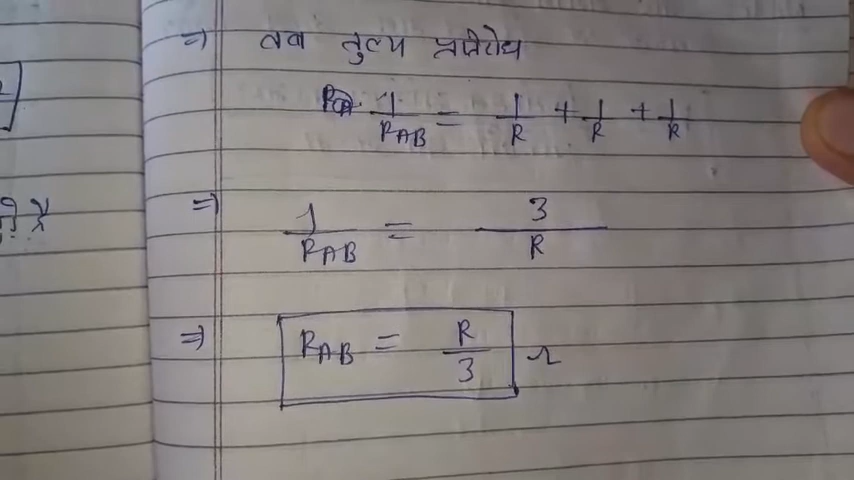 ⇒ तब तुल्य प्रतिरोध
1/R_AB = 1/R + 1/R + 1/R
⇒ 1/R_AB = 3/R
⇒ R_AB = R/3 Ω